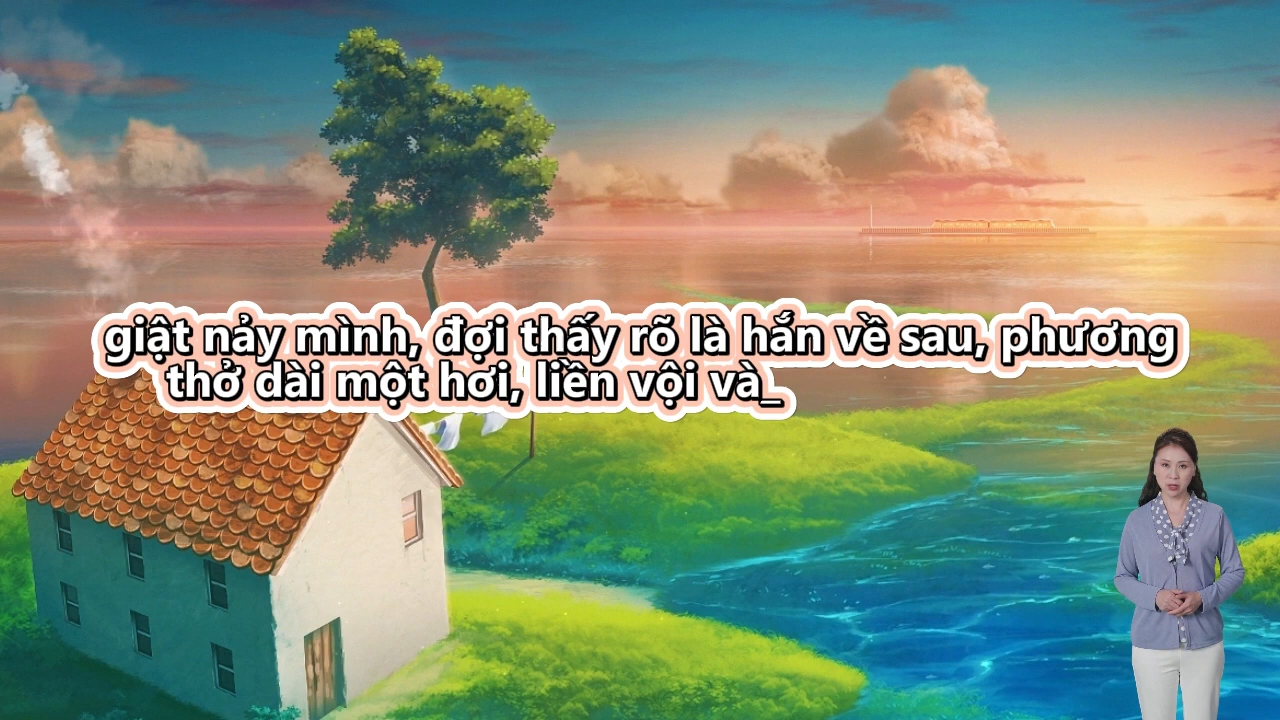 giật nảy mình, đợi thấy rõ là hắn về sau, phương
thở dài một hơi, liền vội và_